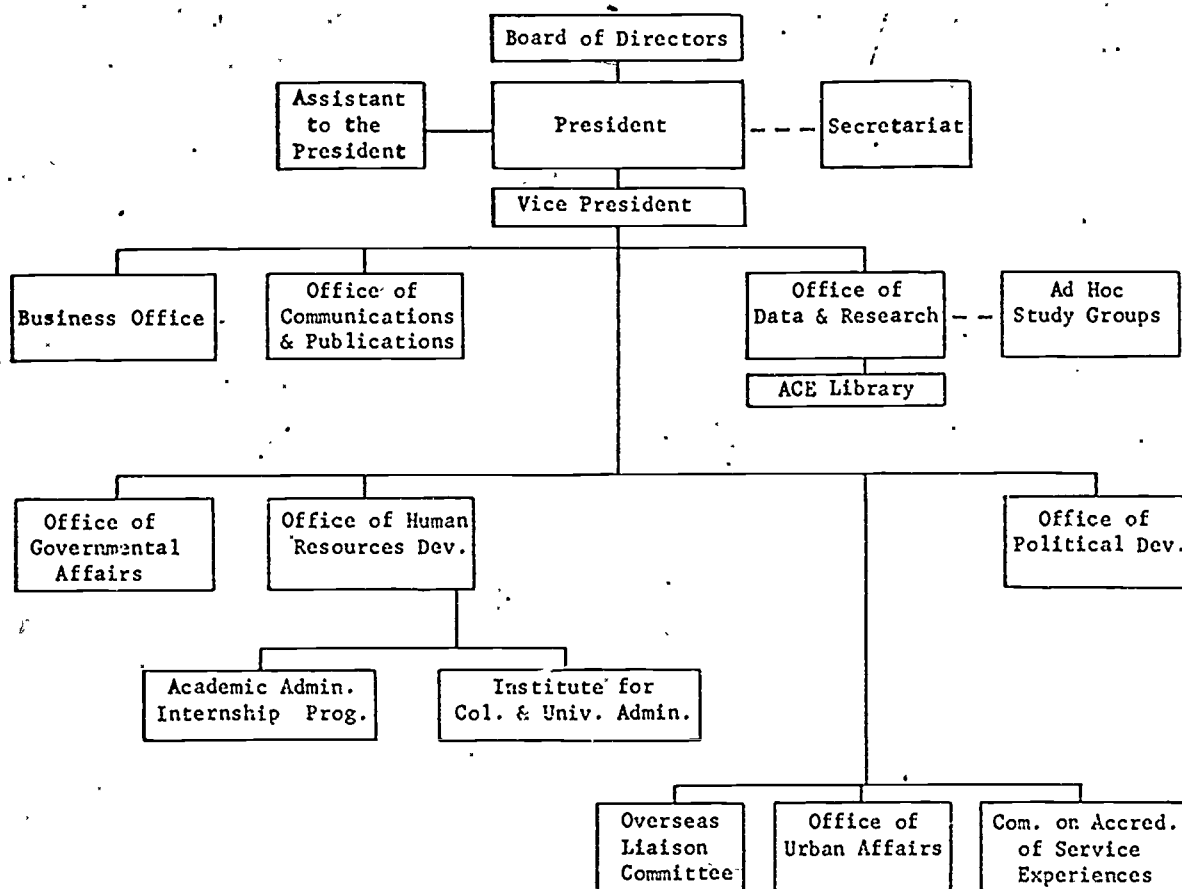 Board of Directors
Assistant
to the
President
President
Secretariat
Vice President
Business Office
Office of
Communications
& Publications
Office of
Data & Research
Ad Hoc
Study Groups
ACE Library
Office of
Governmental
Affairs
Office of Human
Resources Dev.
Office of
Political Dev.
Academic Admin.
Internship Prog.
Institute for
Col. & Univ. Admin.
Overseas
Liaison
Committee
Office of
Urban Affairs
Com. on Accred.
of Service
Experiences